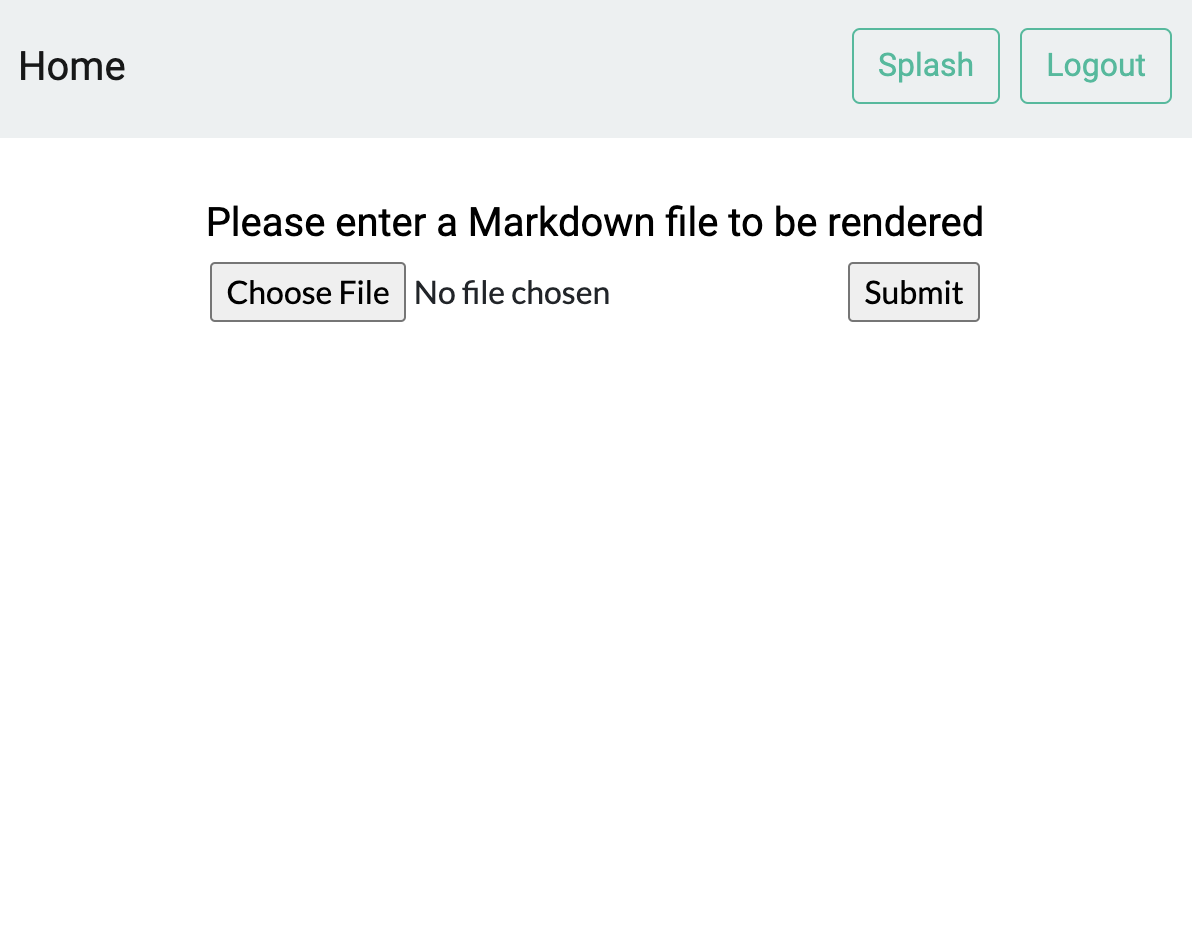 Home Splash Logout
Please enter a Markdown file to be rendered
Choose File No file chosen Submit